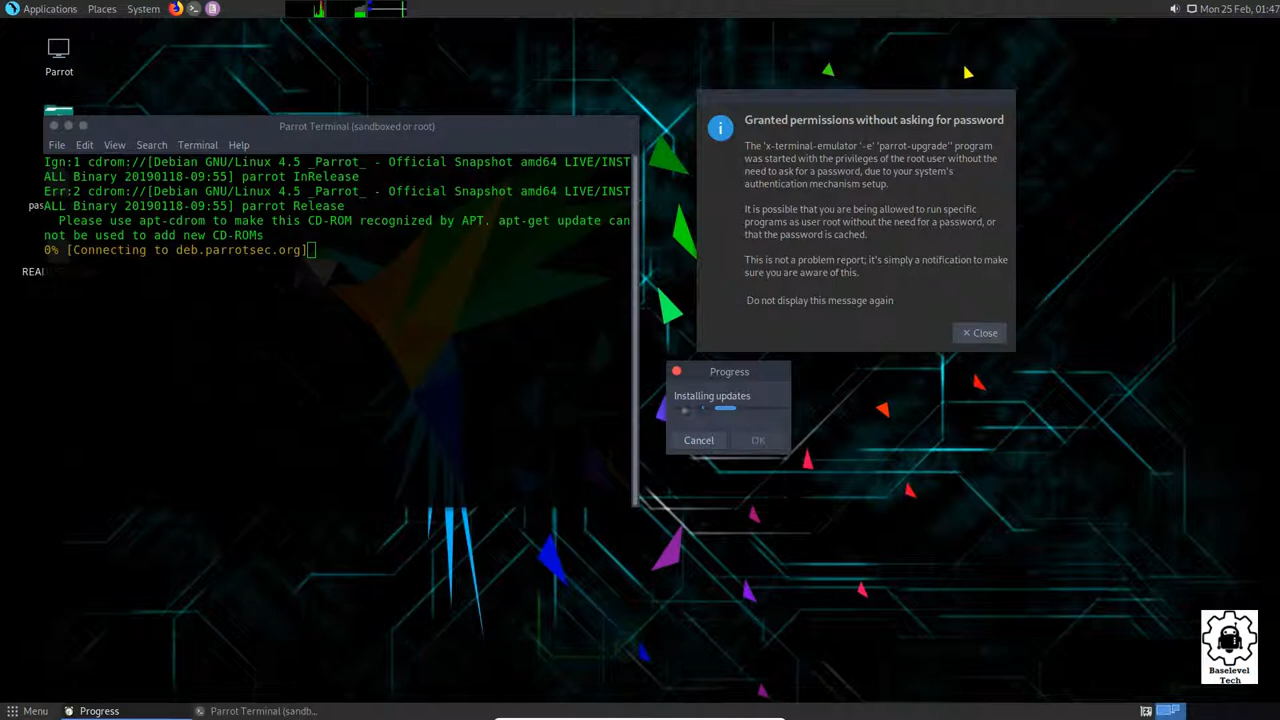 Applications Places System
Mon 25 Feb, 01:47
Parrot
Parrot Terminal (sandboxed or root)
File Edit View Search Terminal Help
Ign:1 cdrom://[Debian GNU/Linux 4.5 _Parrot_ - Official Snapshot amd64 LIVE/INST
ALL Binary 20190118-09:55] parrot InRelease
Err:2 cdrom://[Debian GNU/Linux 4.5 _Parrot_ - Official Snapshot amd64 LIVE/INST
ALL Binary 20190118-09:55] parrot Release
Please use apt-cdrom to make this CD-ROM recognized by APT. apt-get update can
not be used to add new CD-ROMs
0% [Connecting to deb.parrotsec.org]
pas
REA
Granted permissions without asking for password
The 'x-terminal-emulator '-e' 'parrot-upgrade'' program
was started with the privileges of the root user without the
need to ask for a password, due to your system's
authentication mechanism setup.
It is possible that you are being allowed to run specific
programs as user root without the need for a password, or
that the password is cached.
This is not a problem report; it's simply a notification to make
sure you are aware of this.
Do not display this message again
Close
Progress
Installing updates
Cancel OK
Baselevel
Tech
Menu Progress Parrot Terminal (sandb...